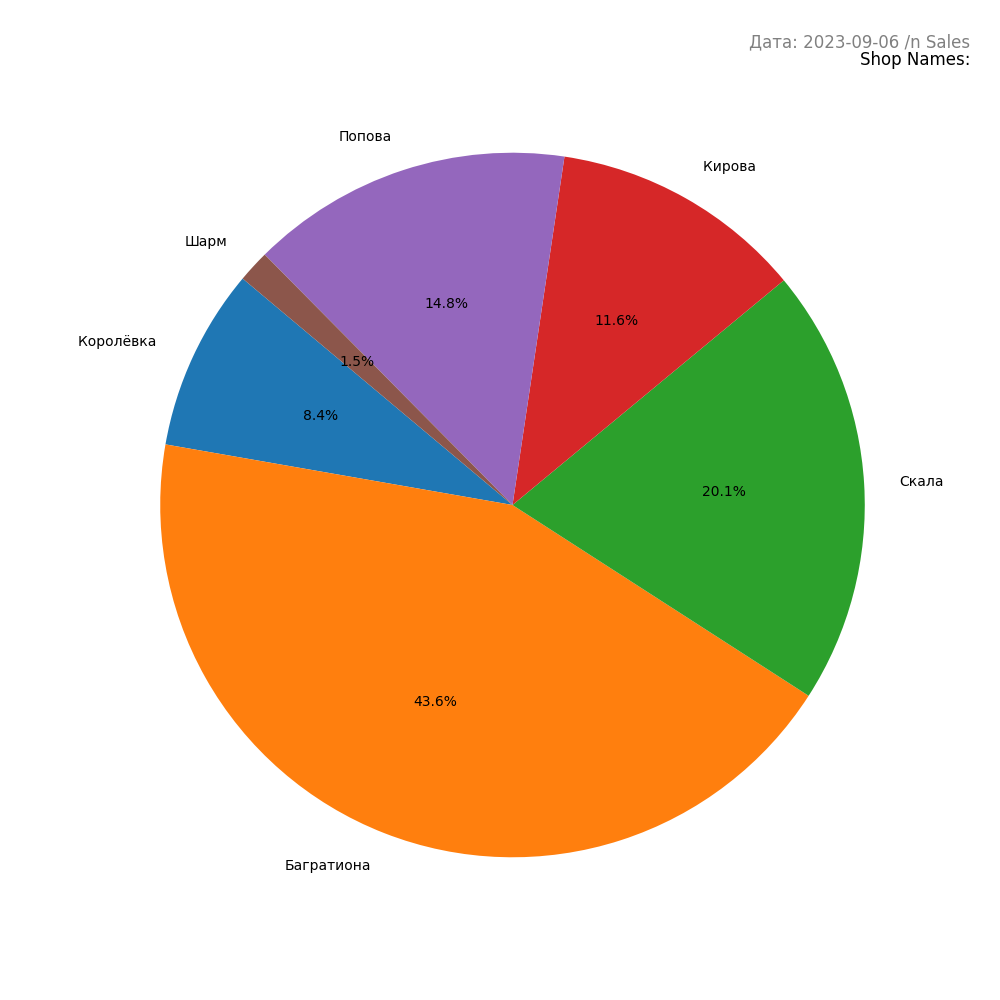 Дата: 2023-09-06 /n Sales
Shop Names:
Попова
Кирова
Шарм
14.8%
11.6%
Королёвка
1.5%
8.4%
Скала
20.1%
43.6%
Багратиона